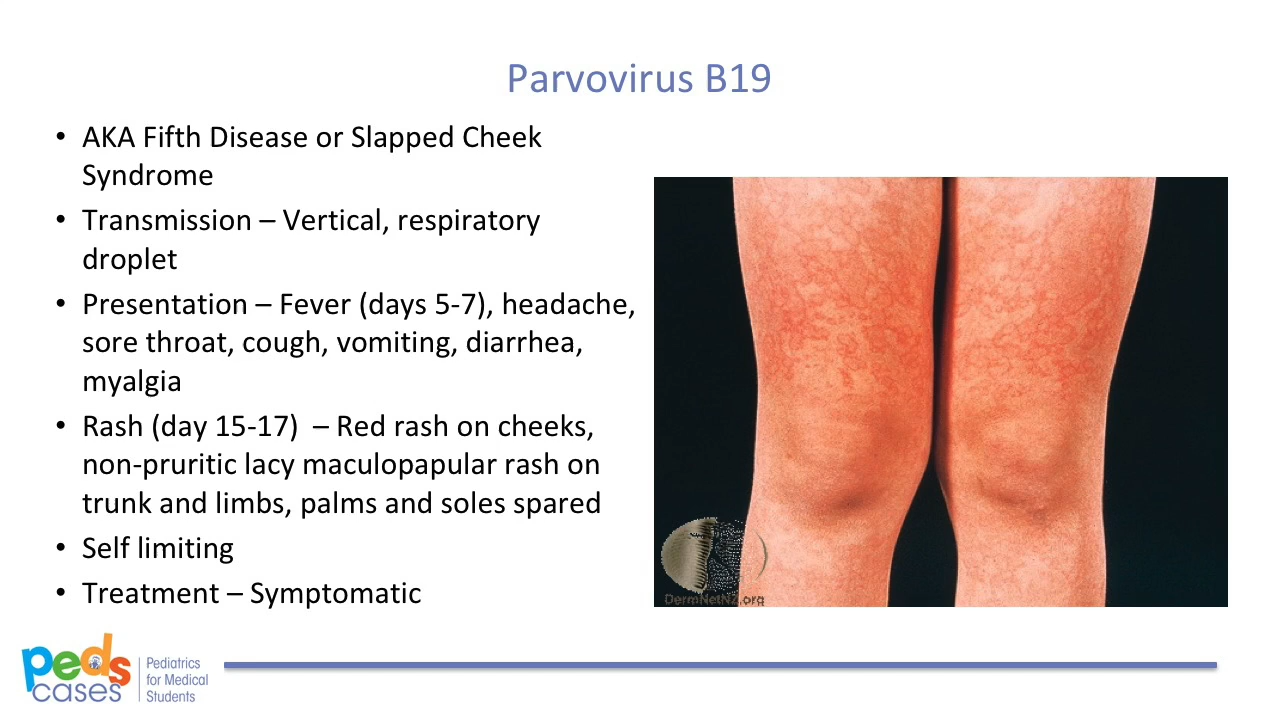 Parvovirus B19
• AKA Fifth Disease or Slapped Cheek
Syndrome
• Transmission – Vertical, respiratory
droplet
• Presentation – Fever (days 5-7), headache,
sore throat, cough, vomiting, diarrhea,
myalgia
• Rash (day 15-17)  – Red rash on cheeks,
non-pruritic lacy maculopapular rash on
trunk and limbs, palms and soles spared
• Self limiting
• Treatment – Symptomatic
DermNetNZ.org
peds
cases
Pediatrics
for Medical
Students